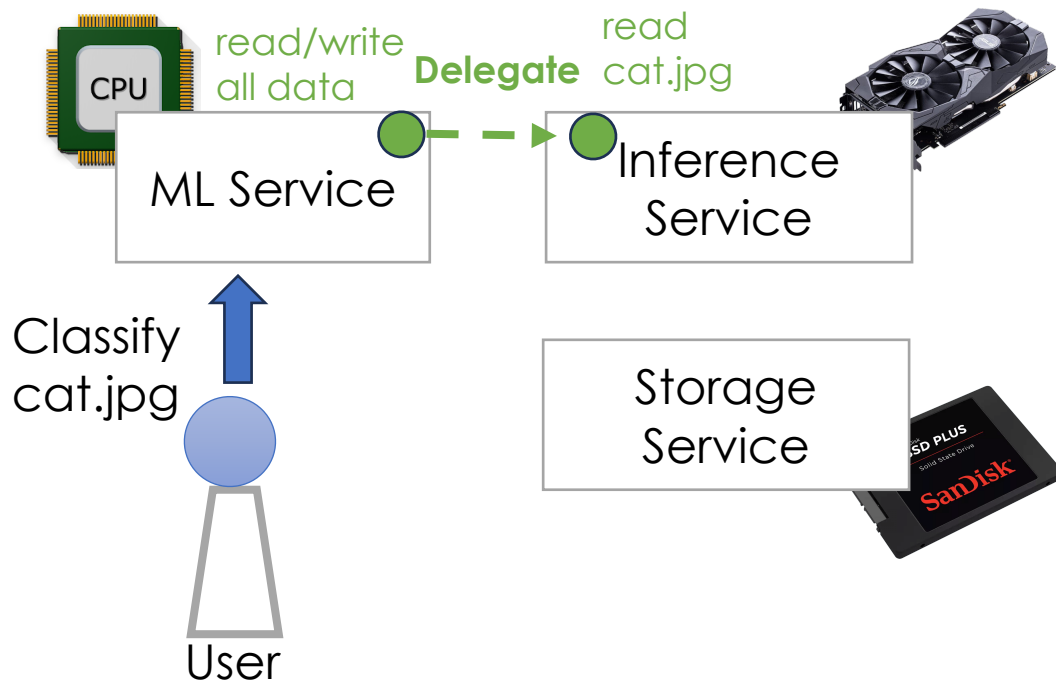 CPU
read/write
all data
Delegate
read
cat.jpg
ML Service
Inference
Service
Classify
cat.jpg
Storage
Service
SSD PLUS
Solid State Drive
SanDisk
User